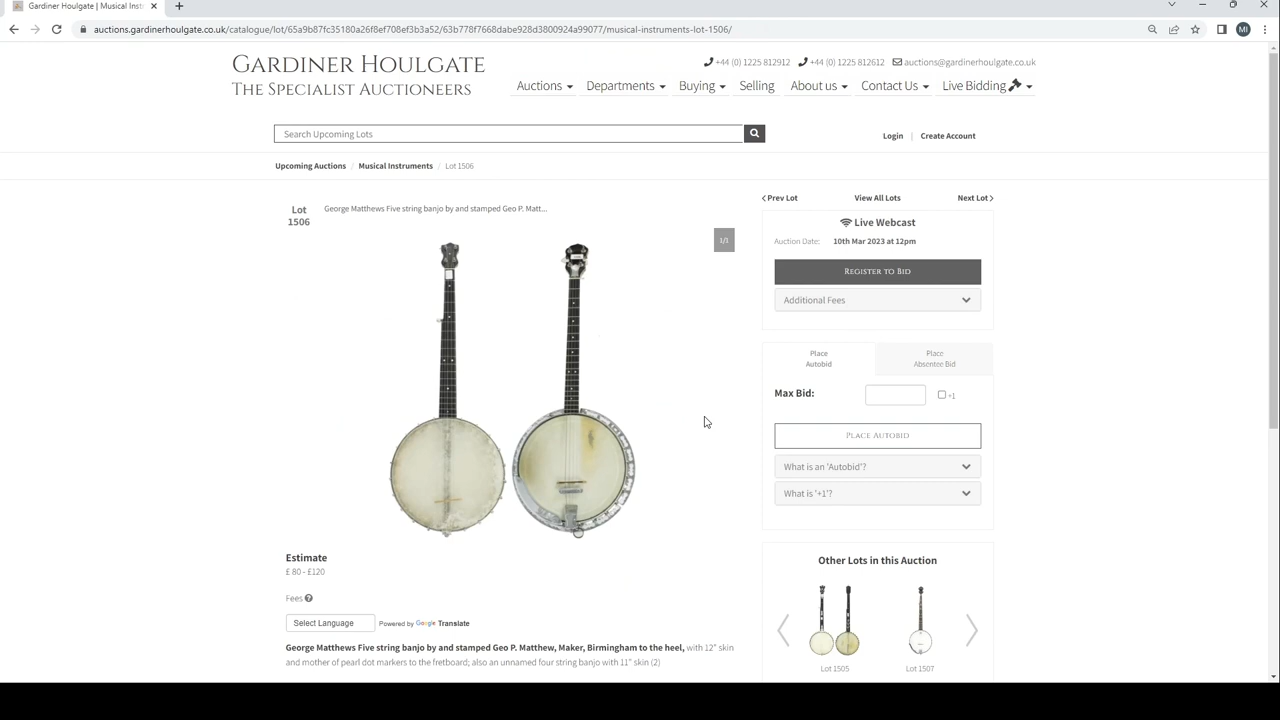 Gardiner Houlgate | Musical Instr
auctions.gardinerhoulgate.co.uk/catalogue/lot/65a9b87fc35180a26f8ef708ef3b3a52/63b778f7668dabe928d3800924a99077/musical-instruments-lot-1506/
MI
GARDINER HOULGATE
THE SPECIALIST AUCTIONEERS
+44 (0) 1225 812912 +44 (0) 1225 812612 auctions@gardinerhoulgate.co.uk
Auctions Departments Buying Selling About us Contact Us Live Bidding
Search Upcoming Lots
Login | Create Account
Upcoming Auctions / Musical Instruments / Lot 1506
Lot
1506
George Matthews Five string banjo by and stamped Geo P. Matt...
1/1
Estimate
£ 80 - £120
Fees
Select Language
Powered by Google Translate
George Matthews Five string banjo by and stamped Geo P. Matthew, Maker, Birmingham to the heel, with 12" skin
and mother of pearl dot markers to the fretboard; also an unnamed four string banjo with 11" skin (2)
Prev Lot View All Lots Next Lot
Live Webcast
Auction Date: 10th Mar 2023 at 12pm
REGISTER TO BID
Additional Fees
Place
Autobid
Place
Absentee Bid
Max Bid: +1
PLACE AUTOBID
What is an 'Autobid'?
What is '+1'?
Other Lots in this Auction
Lot 1505 Lot 1507